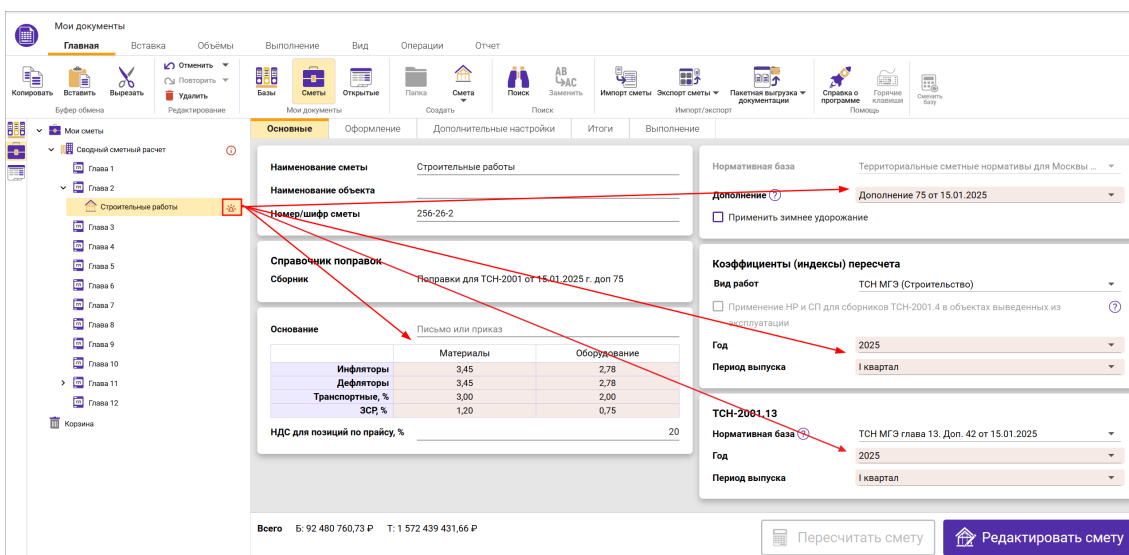 Мои документы
Главная Вставка Объёмы Выполнение Вид Операции Отчет
Копировать Вставить Вырезать Отменить Повторить Удалить Базы Сметы Открытые Папка Смета Поиск АВ АС Заменить Импорт сметы Экспорт сметы Пакетная выгрузка документации Справка о программе Горячие клавиши Сменить базу
Буфер обмена Редактирование Мои документы Создать Поиск Импорт/экспорт Помощь
Мои сметы
Сводный сметный расчет
Глава 1
Глава 2
Строительные работы
Глава 3
Глава 4
Глава 5
Глава 6
Глава 7
Глава 8
Глава 9
Глава 10
Глава 11
Глава 12
Корзина
Основные Оформление Дополнительные настройки Итоги Выполнение
Наименование сметы Строительные работы
Наименование объекта
Номер/шифр сметы 256-26-2
Справочник поправок
Сборник Поправки для ТСН-2001 от 15.01.2025 г. доп 75
Основание Письмо или приказ
Материалы Оборудование
Инфляторы 3,45 2,78
Дефляторы 3,45 2,78
Транспортные, % 3,00 2,00
ЗСР, % 1,20 0,75
НДС для позиций по прайсу, % 20
Нормативная база Территориальные сметные нормативы для Москвы ...
Дополнение ? Дополнение 75 от 15.01.2025
Применить зимнее удорожание
Коэффициенты (индексы) пересчета
Вид работ ТСН МГЭ (Строительство)
Применение НР и СП для сборников ТСН-2001.4 в объектах выведенных из ?
эксплуатации
Год 2025
Период выпуска I квартал
ТСН-2001.13
Нормативная база ? ТСН МГЭ глава 13. Доп. 42 от 15.01.2025
Год 2025
Период выпуска I квартал
Всего Б: 92 480 760,73 ₽ Т: 1 572 439 431,66 ₽
Пересчитать смету Редактировать смету